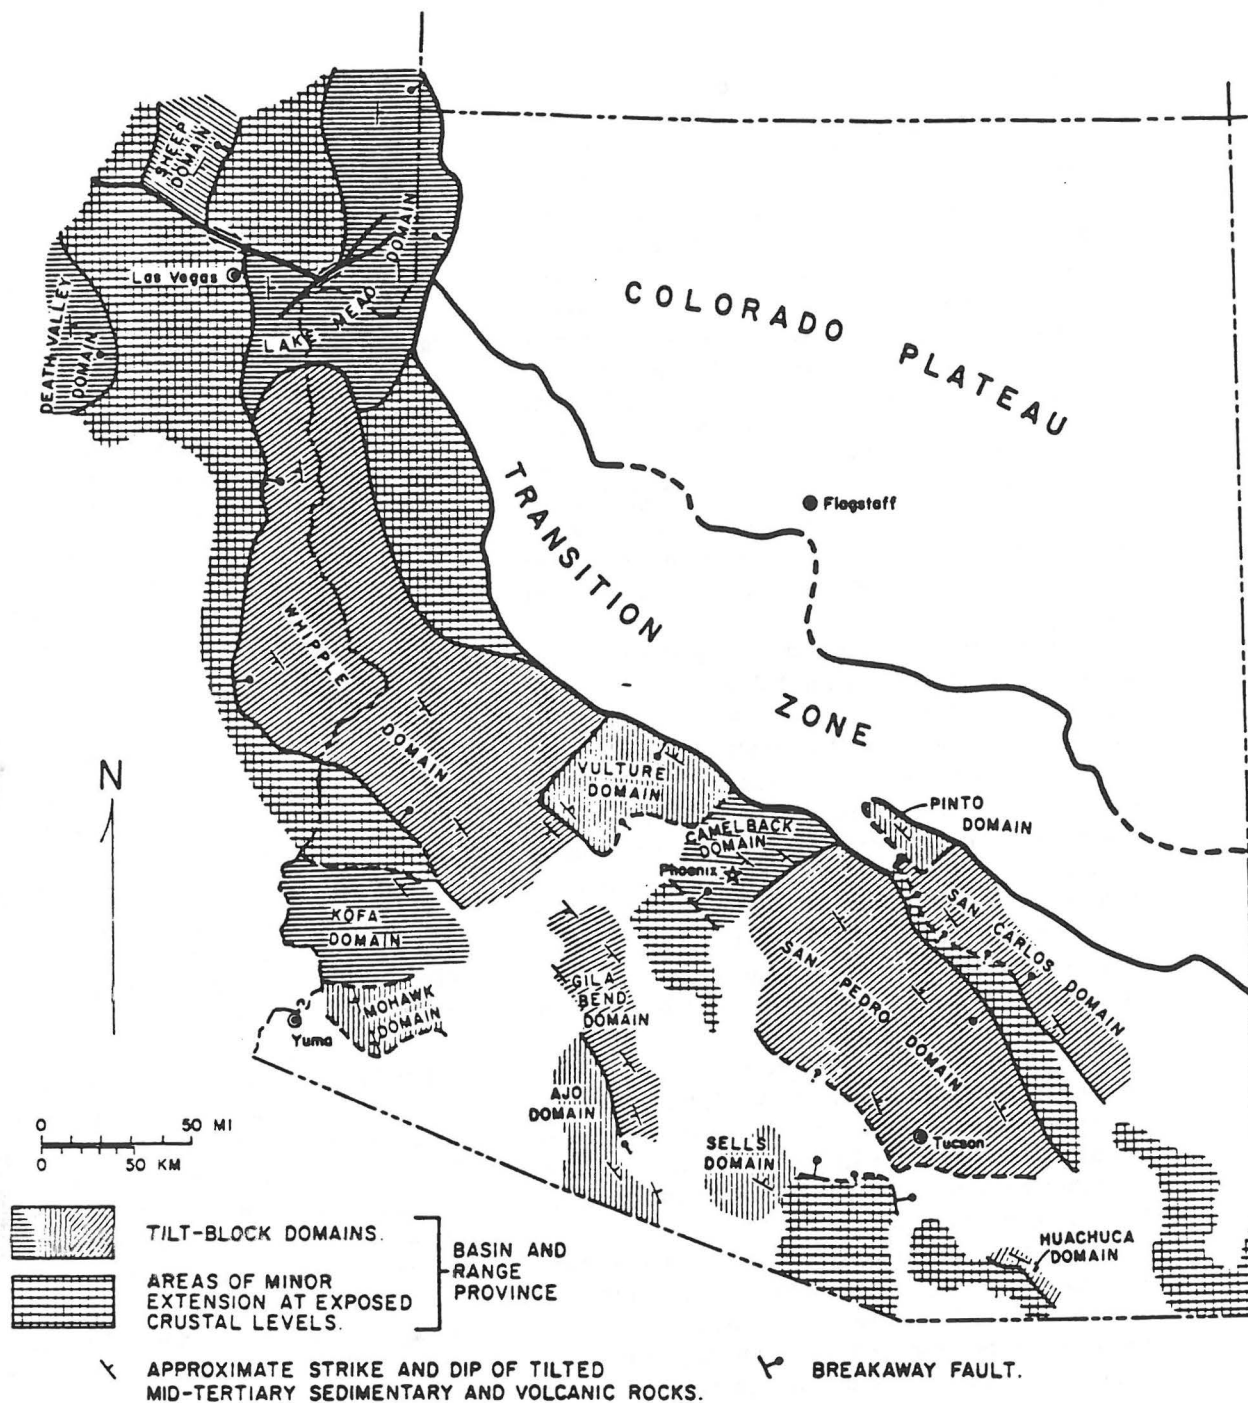 SHEEP
DOMAIN
Las Vegas
LAKE MEAD DOMAIN
DEATH VALLEY
DOMAIN
COLORADO PLATEAU
TRANSITION
ZONE
Flagstaff
WHIPPLE
DOMAIN
N
VULTURE
DOMAIN
PINTO
DOMAIN
CAMELBACK
DOMAIN
Phoenix
KOFA
DOMAIN
SAN CARLOS DOMAIN
SAN PEDRO DOMAIN
GILA
BEND
DOMAIN
MOHAWK
DOMAIN
?
Yuma
?
?
?
AJO
DOMAIN
SELLS
DOMAIN
Tucson
HUACHUCA
DOMAIN
0 50 MI
0 50 KM
TILT-BLOCK DOMAINS.
AREAS OF MINOR
EXTENSION AT EXPOSED
CRUSTAL LEVELS.
BASIN AND
RANGE
PROVINCE
APPROXIMATE STRIKE AND DIP OF TILTED
MID-TERTIARY SEDIMENTARY AND VOLCANIC ROCKS.
BREAKAWAY FAULT.